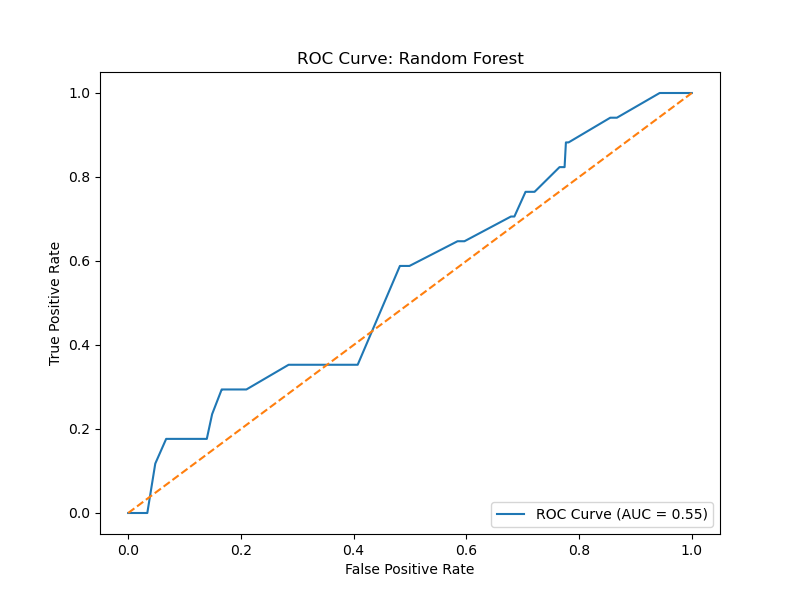 ROC Curve: Random Forest
True Positive Rate
1.0
0.8
0.6
0.4
0.2
0.0
ROC Curve (AUC = 0.55)
0.0 0.2 0.4 0.6 0.8 1.0
False Positive Rate